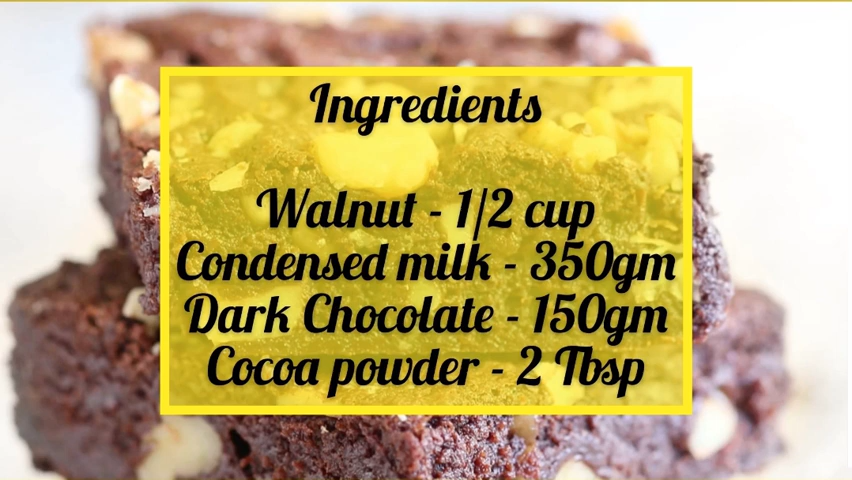 Ingredients
Walnut - 1/2 cup
Condensed milk - 350gm
Dark Chocolate - 150gm
Cocoa powder - 2 Tbsp